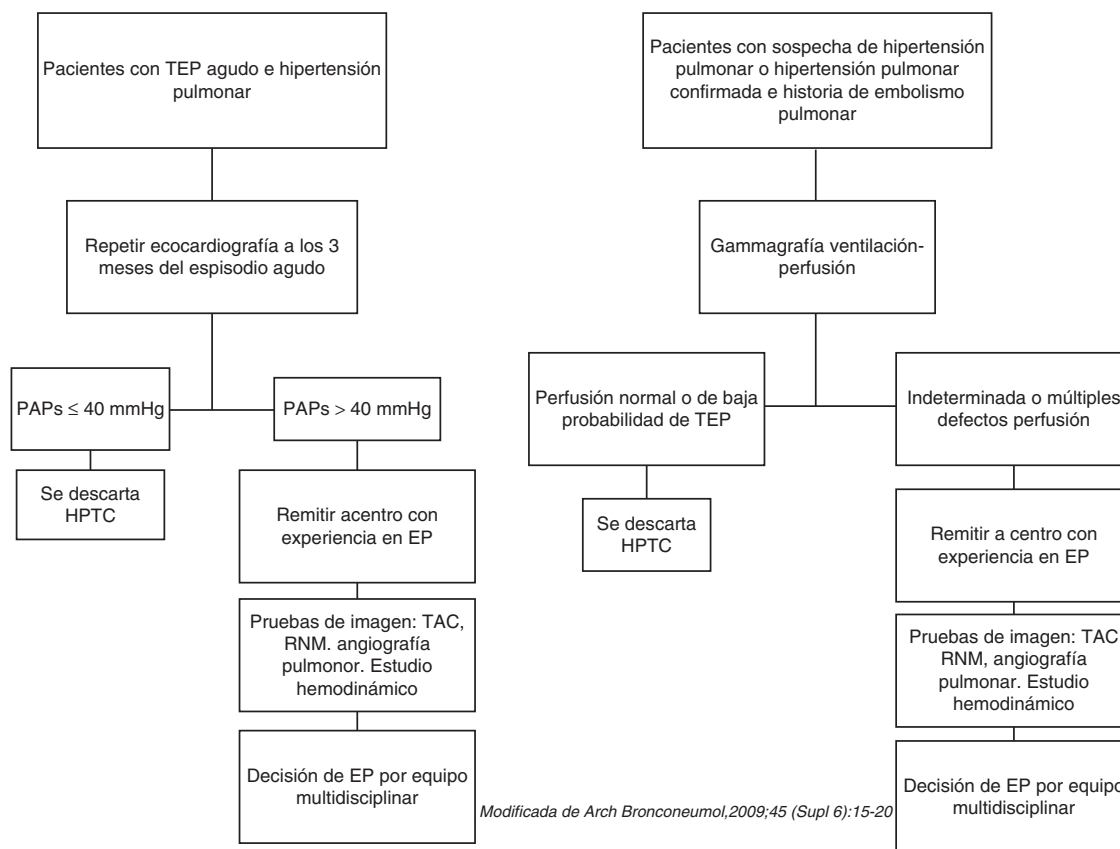 Pacientes con TEP agudo e hipertensión
pulmonar
Repetir ecocardiografía a los 3
meses del espisodio agudo
PAPs ≤ 40 mmHg
PAPs > 40 mmHg
Se descarta
HPTC
Remitir acentro con
experiencia en EP
Pruebas de imagen: TAC,
RNM. angiografía
pulmonor. Estudio
hemodinámico
Decisión de EP por equipo
multidisciplinar
Pacientes con sospecha de hipertensión
pulmonar o hipertensión pulmonar
confirmada e historia de embolismo
pulmonar
Gammagrafía ventilación-
perfusión
Perfusión normal o de baja
probabilidad de TEP
Indeterminada o múltiples
defectos perfusión
Se descarta
HPTC
Remitir a centro con
experiencia en EP
Pruebas de imagen: TAC
RNM, angiografía
pulmonar. Estudio
hemodinámico
Decisión de EP por equipo
multidisciplinar
Modificada de Arch Bronconeumol,2009;45 (Supl 6):15-20